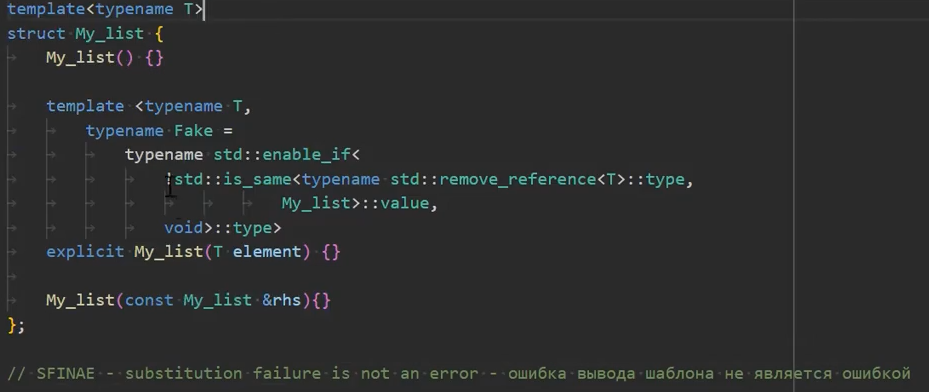 template<typename T>
struct My_list {
My_list() {}
template <typename T,
typename Fake =
typename std::enable_if<
!std::is_same<typename std::remove_reference<T>::type,
My_list>::value,
void>::type>
explicit My_list(T element) {}
My_list(const My_list &rhs){}
};
// SFINAE - substitution failure is not an error - ошибка вывода шаблона не является ошибкой